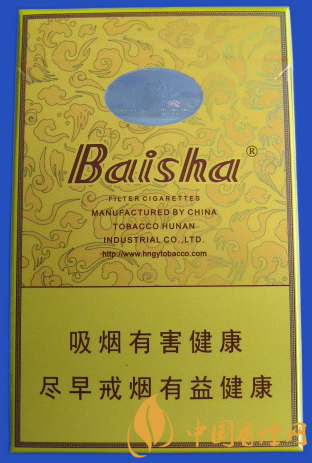 Baisha®
FILTER CIGARETTES
MANUFACTURED BY CHINA
TOBACCO HUNAN
INDUSTRIAL CO.,LTD.
http://www.hngytobacco.com
吸烟有害健康
尽早戒烟有益健康